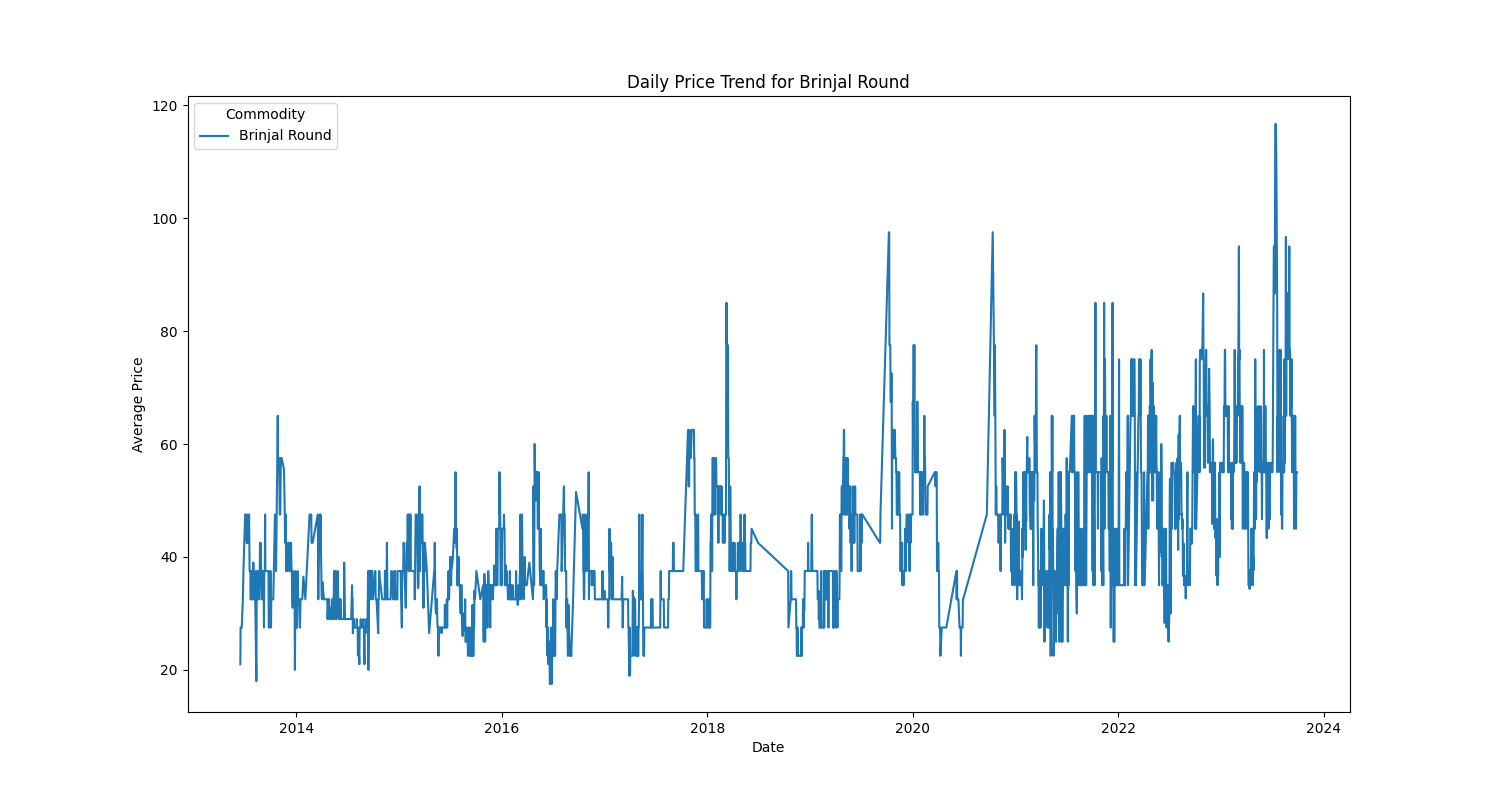 Daily Price Trend for Brinjal Round
Commodity
Brinjal Round
Average Price
120
100
80
60
40
20
2014 2016 2018 2020 2022 2024
Date